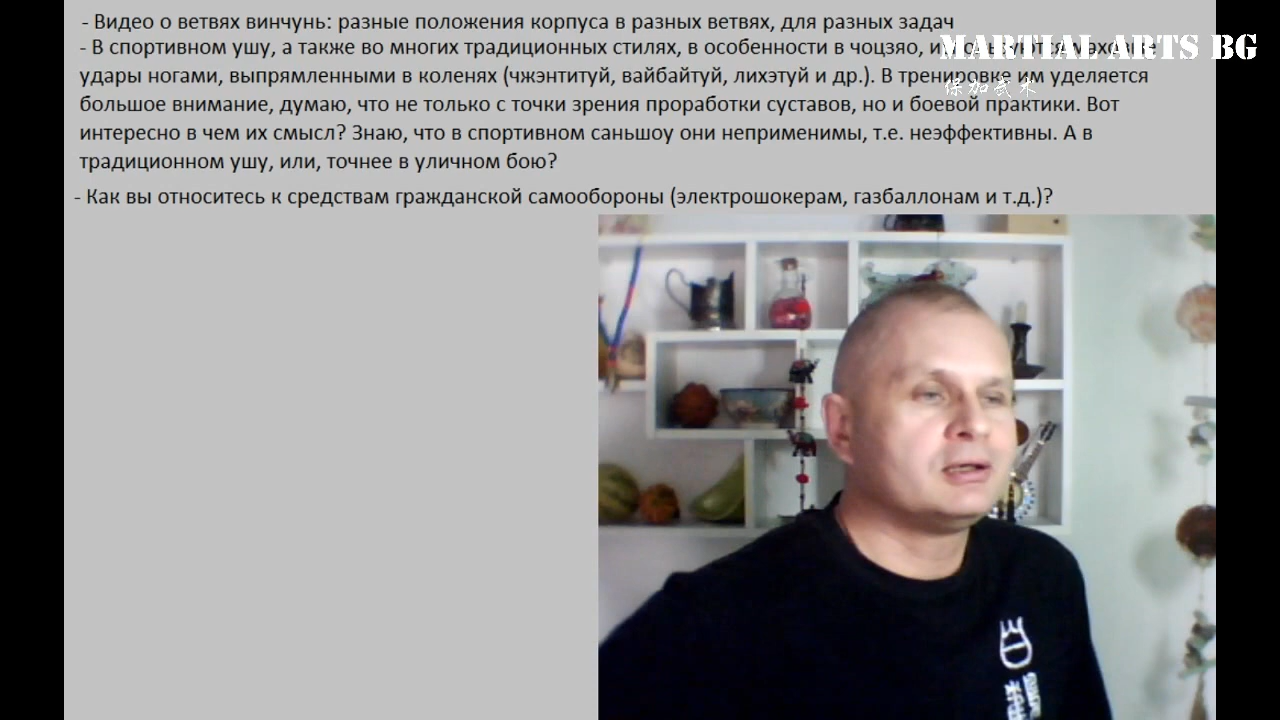 - Видео о ветвях винчунь: разные положения корпуса в разных ветвях, для разных задач
- В спортивном ушу, а также во многих традиционных стилях, в особенности в чоцзяо, используются маховые
MARTIAL ARTS BG
удары ногами, выпрямленными в коленях (чжэнтитуй, вайбайтуй, лихэтуй и др.). В тренировке им уделяется
保加武术
большое внимание, думаю, что не только с точки зрения проработки суставов, но и боевой практики. Вот
интересно в чем их смысл? Знаю, что в спортивном саньшоу они неприменимы, т.е. неэффективны. А в
традиционном ушу, или, точнее в уличном бою?
- Как вы относитесь к средствам гражданской самообороны (электрошокерам, газбаллонам и т.д.)?